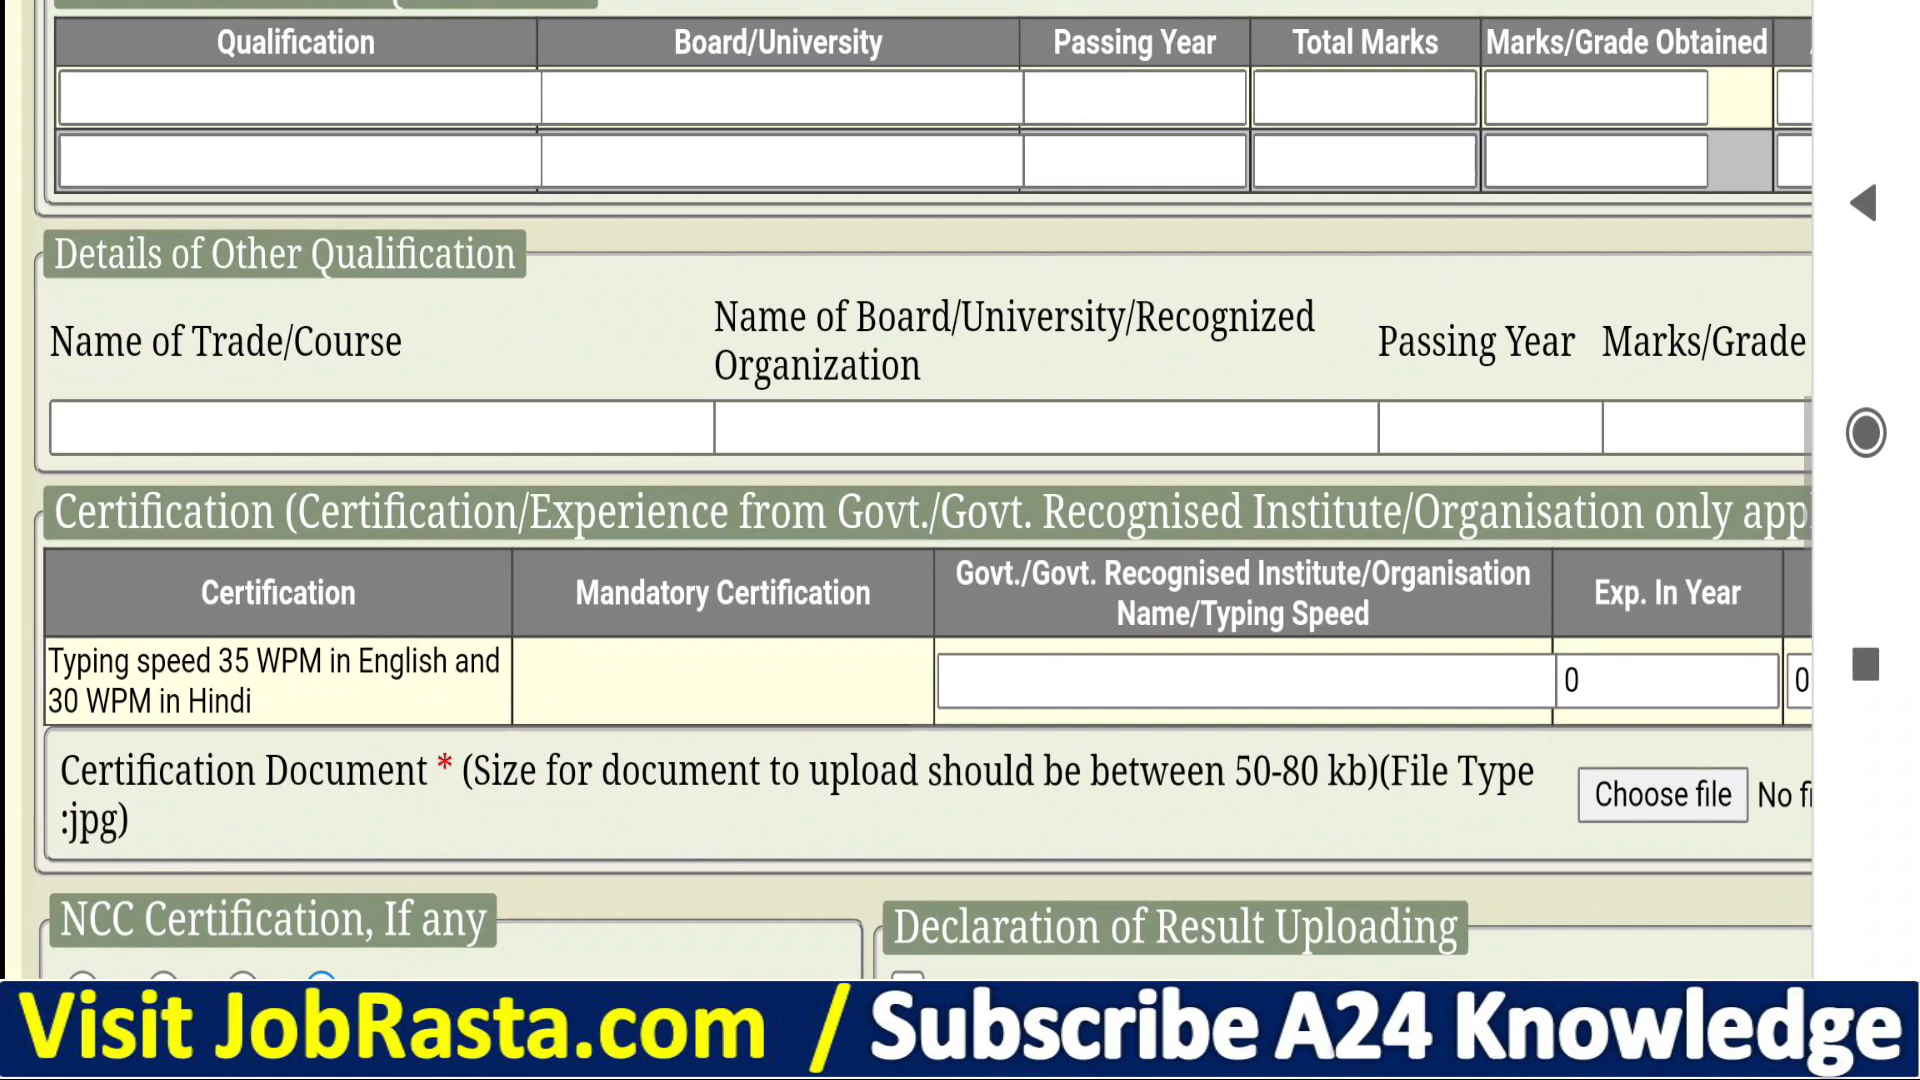 Qualification Board/University Passing Year Total Marks Marks/Grade Obtained
Details of Other Qualification
Name of Trade/Course
Name of Board/University/Recognized
Organization
Passing Year Marks/Grade
Certification (Certification/Experience from Govt./Govt. Recognised Institute/Organisation only app
Certification
Mandatory Certification
Govt./Govt. Recognised Institute/Organisation
Name/Typing Speed
Exp. In Year
Typing speed 35 WPM in English and
30 WPM in Hindi
0 0
Certification Document * (Size for document to upload should be between 50-80 kb)(File Type
:jpg)
Choose file No fi
NCC Certification, If any
Declaration of Result Uploading
Visit JobRasta.com / Subscribe A24 Knowledge